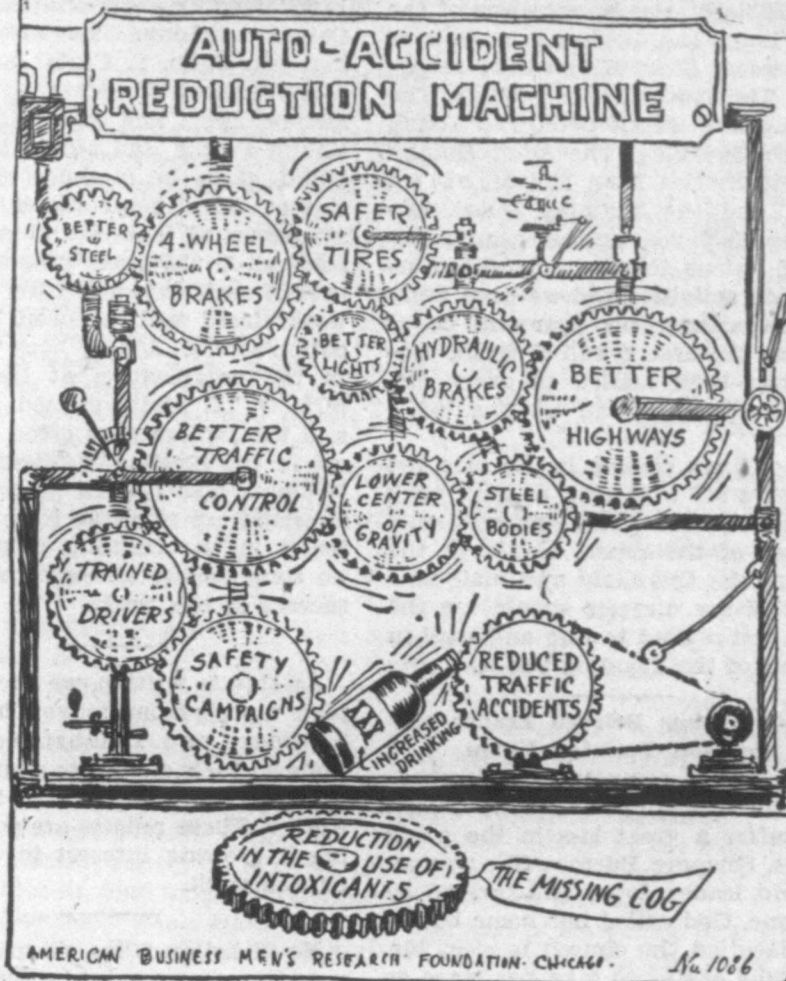 AUTO-ACCIDENT
REDUCTION MACHINE
BETTER
STEEL
4-WHEEL
BRAKES
SAFER
TIRES
BETTER
LIGHTS
HYDRAULIC
BRAKES
BETTER
HIGHWAYS
BETTER
TRAFFIC
CONTROL
LOWER
CENTER
OF
GRAVITY
STEEL
BODIES
TRAINED
DRIVERS
SAFETY
CAMPAIGNS
XXX
INCREASED
DRINKING
REDUCED
TRAFFIC
ACCIDENTS
REDUCTION
IN THE USE OF
INTOXICANTS
THE MISSING COG
AMERICAN BUSINESS MEN'S RESEARCH FOUNDATION - CHICAGO.
No 1086